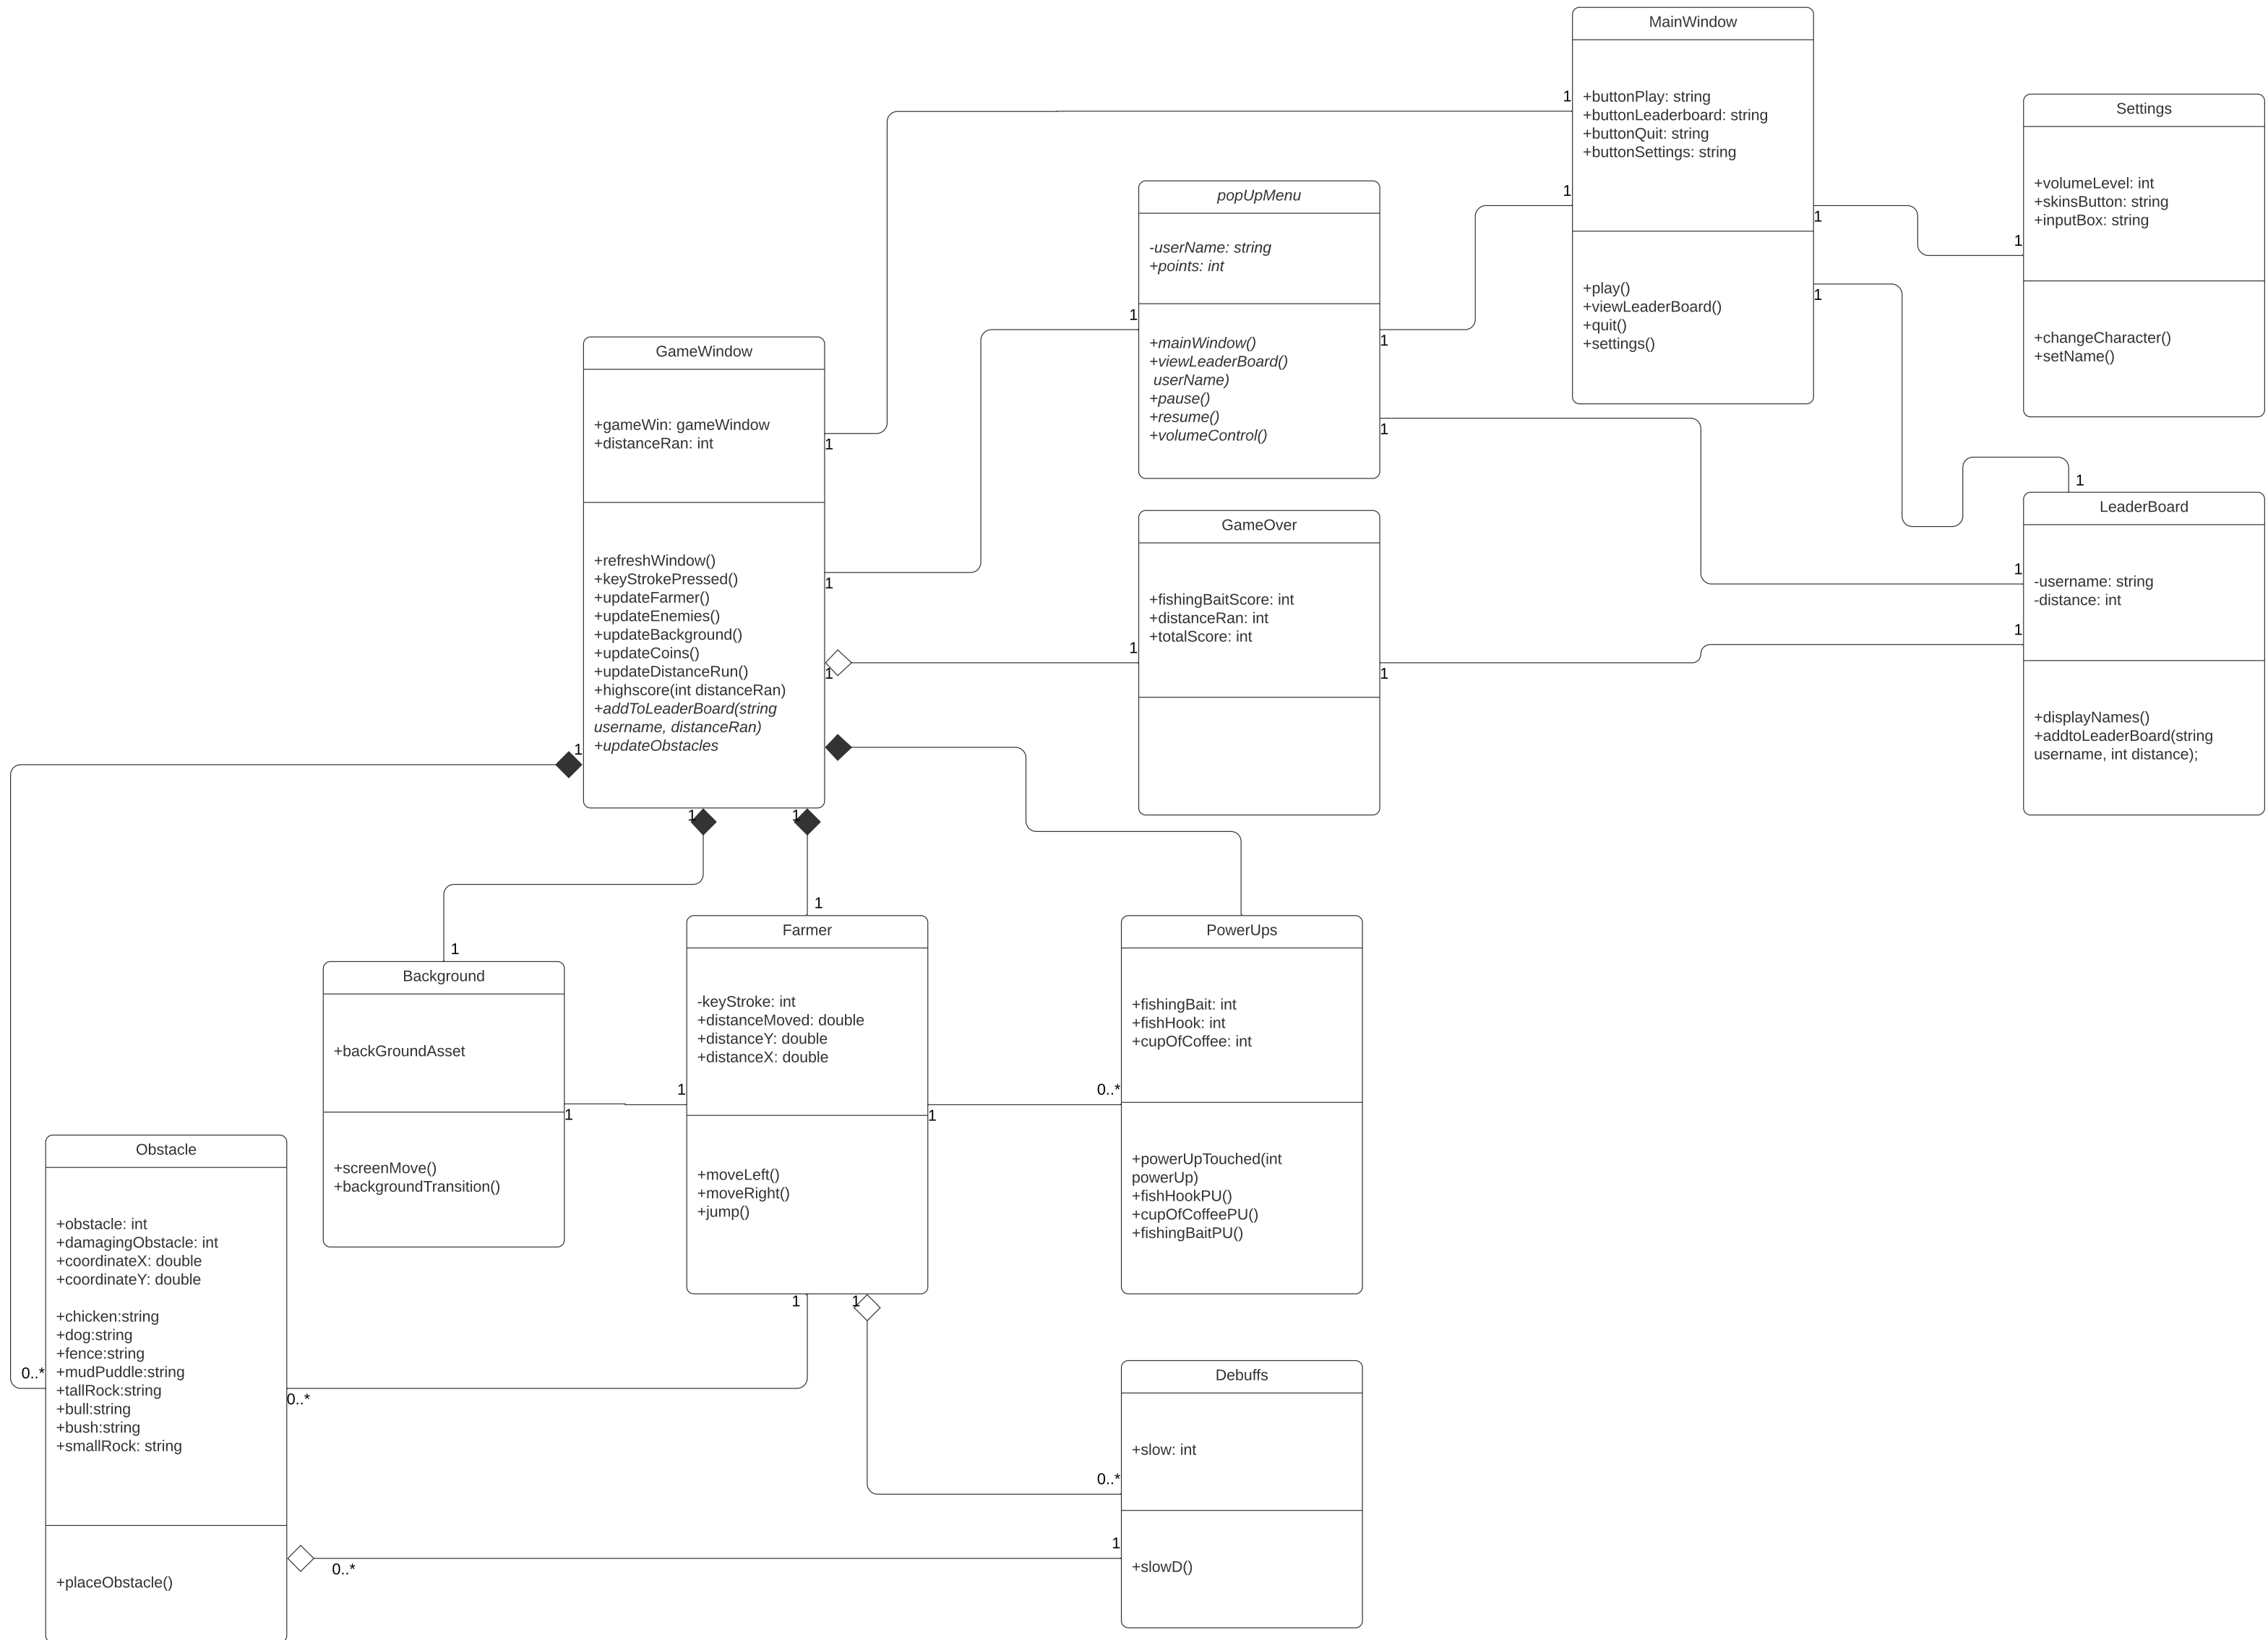 MainWindow
+buttonPlay: string
+buttonLeaderboard: string
+buttonQuit: string
+buttonSettings: string
+play()
+viewLeaderBoard()
+quit()
+settings()
1
1
1
1
Settings
+volumeLevel: int
+skinsButton: string
+inputBox: string
+changeCharacter()
+setName()
1
popUpMenu
-userName: string
+points: int
+mainWindow()
+viewLeaderBoard()
userName)
+pause()
+resume()
+volumeControl()
1
1
1
GameWindow
+gameWin: gameWindow
+distanceRan: int
+refreshWindow()
+keyStrokePressed()
+updateFarmer()
+updateEnemies()
+updateBackground()
+updateCoins()
+updateDistanceRun()
+highscore(int distanceRan)
+addToLeaderBoard(string
username, distanceRan)
+updateObstacles
1
1
1
1
1
1
GameOver
+fishingBaitScore: int
+distanceRan: int
+totalScore: int
1
1
LeaderBoard
-username: string
-distance: int
+displayNames()
+addtoLeaderBoard(string
username, int distance);
1
1
1
Background
+backGroundAsset
+screenMove()
+backgroundTransition()
1
1
Farmer
-keyStroke: int
+distanceMoved: double
+distanceY: double
+distanceX: double
+moveLeft()
+moveRight()
+jump()
1
1
1
1
1
PowerUps
+fishingBait: int
+fishHook: int
+cupOfCoffee: int
+powerUpTouched(int
powerUp)
+fishHookPU()
+cupOfCoffeePU()
+fishingBaitPU()
0..*
Obstacle
+obstacle: int
+damagingObstacle: int
+coordinateX: double
+coordinateY: double
+chicken:string
+dog:string
+fence:string
+mudPuddle:string
+tallRock:string
+bull:string
+bush:string
+smallRock: string
+placeObstacle()
0..*
0..*
0..*
Debuffs
+slow: int
+slowD()
0..*
1